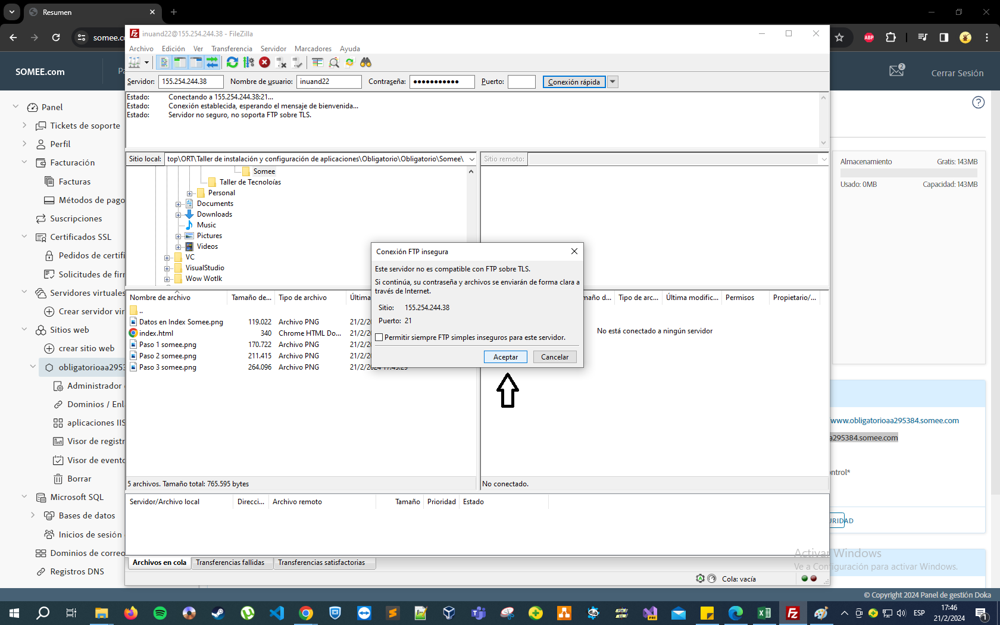 Resumen
somee.c
inuand22@155.254.244.38 - FileZilla
Archivo Edición Ver Transferencia Servidor Marcadores Ayuda
ABP
Servidor: 155.254.244.38 Nombre de usuario: inuand22 Contraseña: ●●●●●●●●●●● Puerto: Conexión rápida
SOMEE.com
Pa
2
Cerrar Sesión
Estado: Conectando a 155.254.244.38:21...
Estado: Conexión establecida, esperando el mensaje de bienvenida...
Estado: Servidor no seguro, no soporta FTP sobre TLS.
Panel
Tickets de soporte
Perfil
Facturación
Facturas
Métodos de pago
Suscripciones
Certificados SSL
Pedidos de certifi
Solicitudes de firr
Servidores virtuales
Crear servidor vir
Sitios web
crear sitio web
obligatorioaa295
Administrador
Dominios / Enl
aplicaciones IIS
Visor de registr
Visor de evento
Borrar
Microsoft SQL
Bases de datos
Inicios de sesión
Dominios de correo
Registros DNS
Sitio local: top\ORT\Taller de instalación y configuración de aplicaciones\Obligatorio\Obligatorio\Somee\
Sitio remoto:
Somee
Taller de Tecnoloías
Personal
Documents
Downloads
Music
Pictures
Videos
VC
VisualStudio
Wow Wotlk
Nombre de archivo Tamaño de... Tipo de archivo Última
..
Datos en Index Somee.png 119.022 Archivo PNG 21/2/2
index.html 340 Chrome HTML Do... 21/2/2
Paso 1 somee.png 170.722 Archivo PNG 21/2/2
Paso 2 somee.png 211.415 Archivo PNG 21/2/2
Paso 3 somee.png 264.096 Archivo PNG
5 archivos. Tamaño total: 765.595 bytes
maño d... Tipo de arc... Última modific... Permisos Propietario/...
No está conectado a ningún servidor
No conectado.
Conexión FTP insegura
Este servidor no es compatible con FTP sobre TLS.
Si continúa, su contraseña y archivos se enviarán de forma clara a
través de Internet.
Sitio: 155.254.244.38
Puerto: 21
Permitir siempre FTP simples inseguros para este servidor.
Aceptar Cancelar
Servidor/Archivo local Direcci... Archivo remoto Tamaño Prioridad Estado
Archivos en cola Transferencias fallidas Transferencias satisfactorias
Cola: vacía
Almacenamiento Gratis: 143MB
Usado: 0MB Capacidad: 143MB
www.obligatorioaa295384.somee.com
a295384.somee.com
ontrol*
URIDAD
Activar Windows
Ve a Configuración para activar Windows.
© Copyright 2024 Panel de gestión Doka
PRE
ESP
17:46
21/2/2024
1